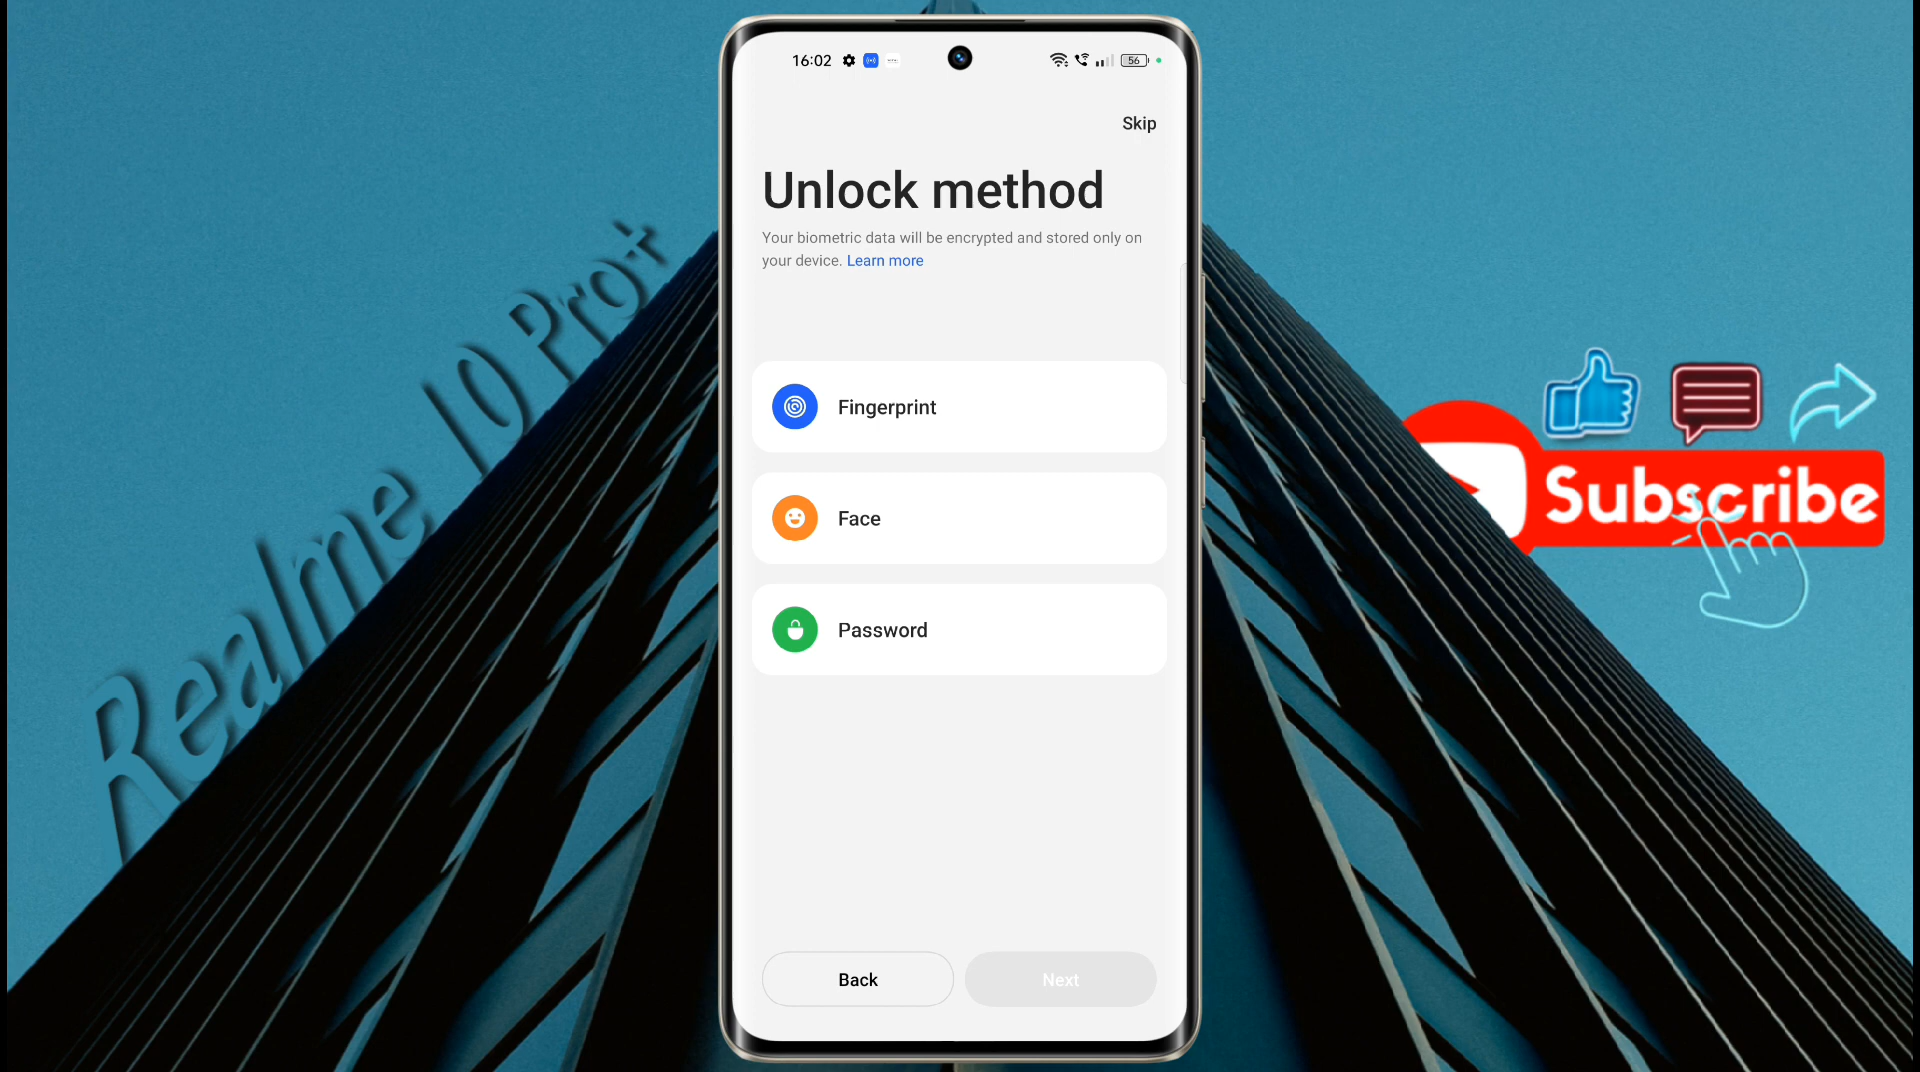 16:02
56
Skip
Unlock method
Your biometric data will be encrypted and stored only on
your device. Learn more
Fingerprint
Face
Password
Back
Next
Realme 10 Pro+
Subscribe